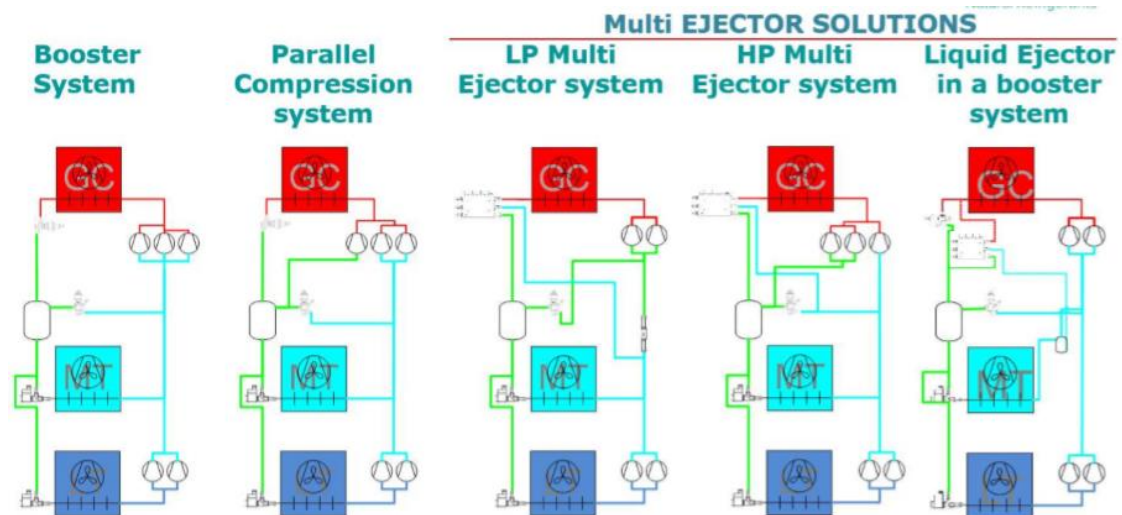 Multi EJECTOR SOLUTIONS
Booster
System
Parallel
Compression
system
LP Multi
Ejector system
HP Multi
Ejector system
Liquid Ejector
in a booster
system
GC
GC
GC
GC
GC
MT
MT
MT
MT
MT